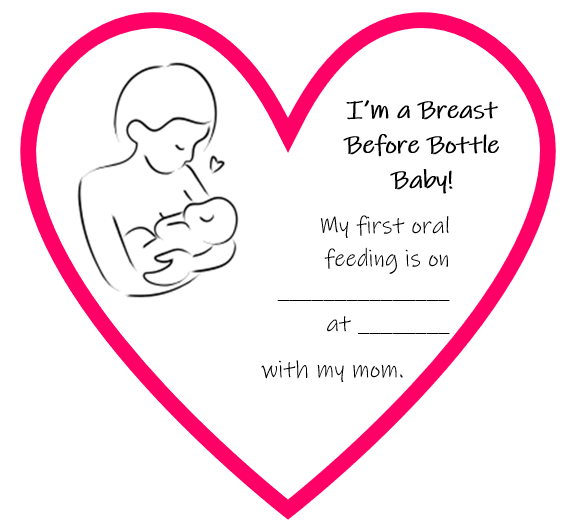 I'm a Breast
Before Bottle
Baby!
My first oral
feeding is on
_______________
at ________
with my mom.